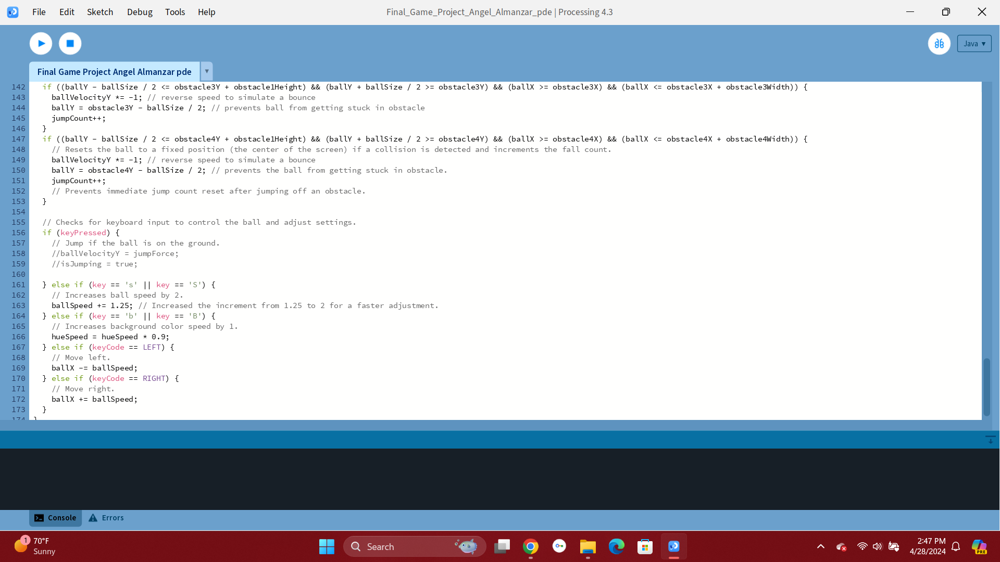 File Edit Sketch Debug Tools Help Final_Game_Project_Angel_Almanzar_pde | Processing 4.3
Java ▾
Final Game Project Angel Almanzar pde ▾
142 if ((ballY - ballSize / 2 <= obstacle3Y + obstacle1Height) && (ballY + ballSize / 2 >= obstacle3Y) && (ballX >= obstacle3X) && (ballX <= obstacle3X + obstacle3Width)) {
143 ballVelocityY *= -1; // reverse speed to simulate a bounce
144 ballY = obstacle3Y - ballSize / 2; // prevents ball from getting stuck in obstacle
145 jumpCount++;
146 }
147 if ((ballY - ballSize / 2 <= obstacle4Y + obstacle1Height) && (ballY + ballSize / 2 >= obstacle4Y) && (ballX >= obstacle4X) && (ballX <= obstacle4X + obstacle4Width)) {
148 // Resets the ball to a fixed position (the center of the screen) if a collision is detected and increments the fall count.
149 ballVelocityY *= -1; // reverse speed to simulate a bounce
150 ballY = obstacle4Y - ballSize / 2; // prevents the ball from getting stuck in obstacle.
151 jumpCount++;
152 // Prevents immediate jump count reset after jumping off an obstacle.
153 }
154
155 // Checks for keyboard input to control the ball and adjust settings.
156 if (keyPressed) {
157 // Jump if the ball is on the ground.
158 //ballVelocityY = jumpForce;
159 //isJumping = true;
160
161 } else if (key == 's' || key == 'S') {
162 // Increases ball speed by 2.
163 ballSpeed += 1.25; // Increased the increment from 1.25 to 2 for a faster adjustment.
164 } else if (key == 'b' || key == 'B') {
165 // Increases background color speed by 1.
166 hueSpeed = hueSpeed * 0.9;
167 } else if (keyCode == LEFT) {
168 // Move left.
169 ballX -= ballSpeed;
170 } else if (keyCode == RIGHT) {
171 // Move right.
172 ballX += ballSpeed;
173 }
174 }
Console Errors
1 70°F
Sunny
Search
2:47 PM
4/28/2024
PRE